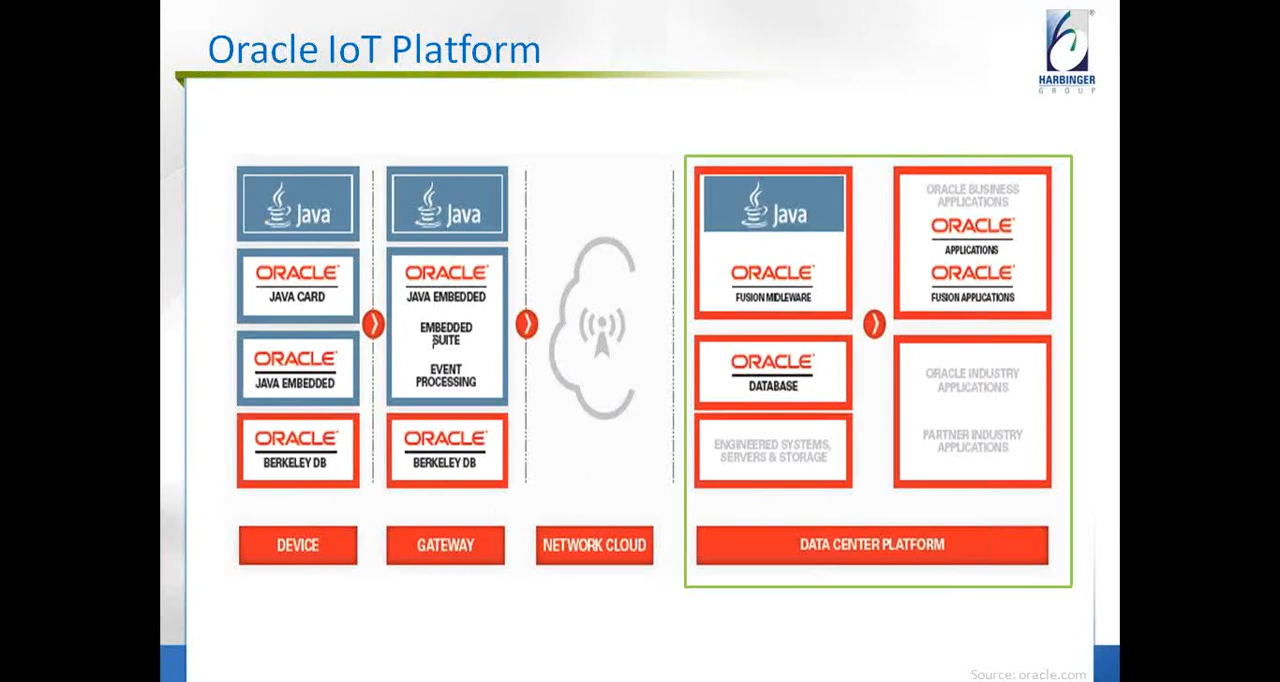 Oracle IoT Platform
®
HARBINGER
GROUP
Java
ORACLE®
JAVA CARD
ORACLE®
JAVA EMBEDDED
ORACLE®
BERKELEY DB
DEVICE
Java
ORACLE®
JAVA EMBEDDED
EMBEDDED
SUITE
EVENT
PROCESSING
ORACLE®
BERKELEY DB
GATEWAY
NETWORK CLOUD
Java
ORACLE®
FUSION MIDLEWARE
ORACLE®
DATABASE
ENGINEERED SYSTEMS,
SERVERS & STORAGE
ORACLE BUSINESS
APPLICATIONS
ORACLE®
APPLICATIONS
ORACLE®
FUSION APPLICATIONS
ORACLE INDUSTRY
APPLICATIONS
PARTNER INDUSTRY
APPLICATIONS
DATA CENTER PLATFORM
Source: oracle.com